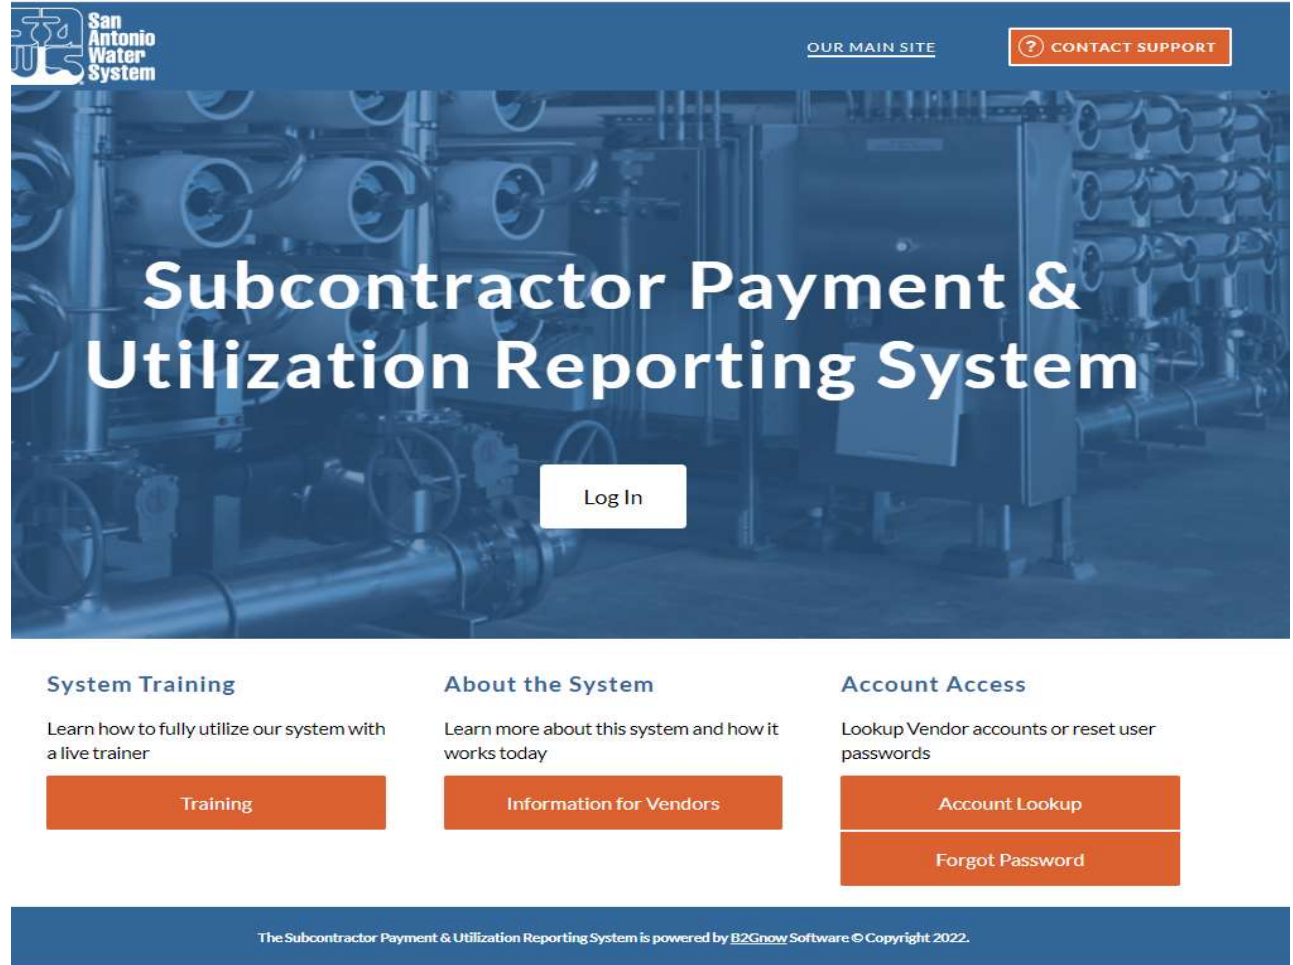 San
Antonio
Water
System
OUR MAIN SITE
? CONTACT SUPPORT
Subcontractor Payment &
Utilization Reporting System
Log In
System Training
Learn how to fully utilize our system with
a live trainer
Training
About the System
Learn more about this system and how it
works today
Information for Vendors
Account Access
Lookup Vendor accounts or reset user
passwords
Account Lookup
Forgot Password
The Subcontractor Payment & Utilization Reporting System is powered by B2Gnow Software © Copyright 2022.